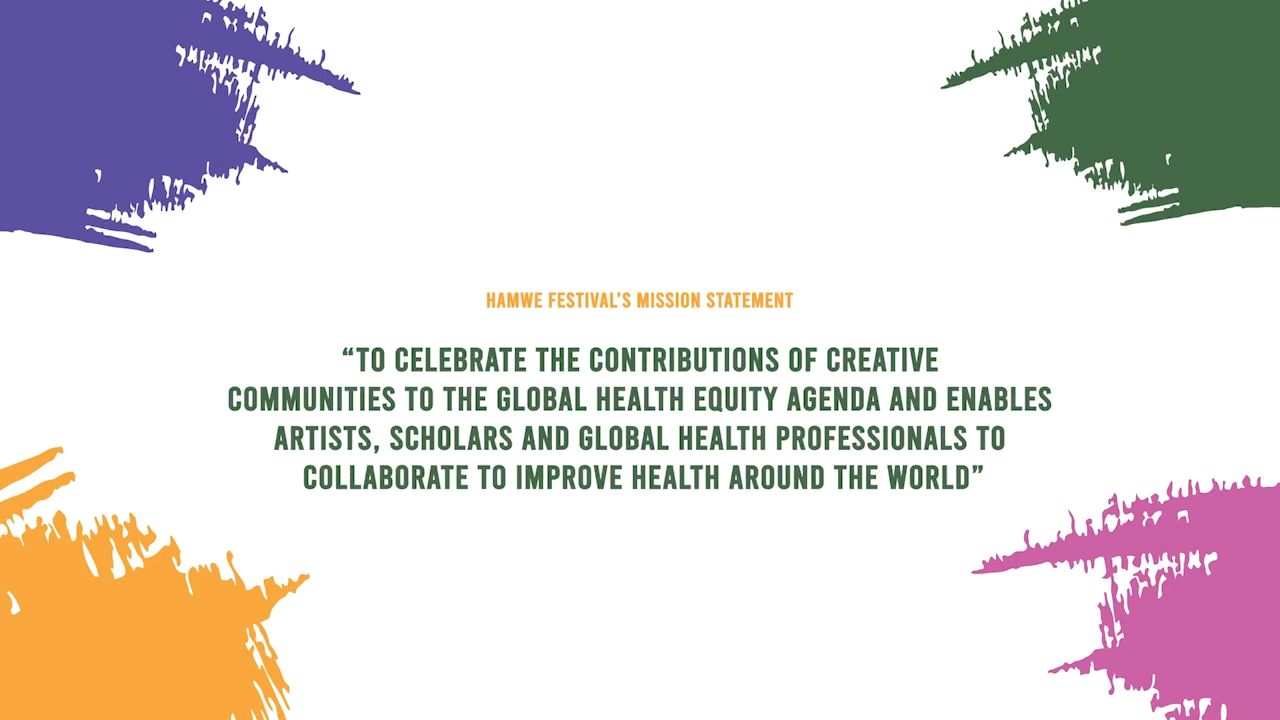 HAMWE FESTIVAL'S MISSION STATEMENT
“TO CELEBRATE THE CONTRIBUTIONS OF CREATIVE
COMMUNITIES TO THE GLOBAL HEALTH EQUITY AGENDA AND ENABLES
ARTISTS, SCHOLARS AND GLOBAL HEALTH PROFESSIONALS TO
COLLABORATE TO IMPROVE HEALTH AROUND THE WORLD”